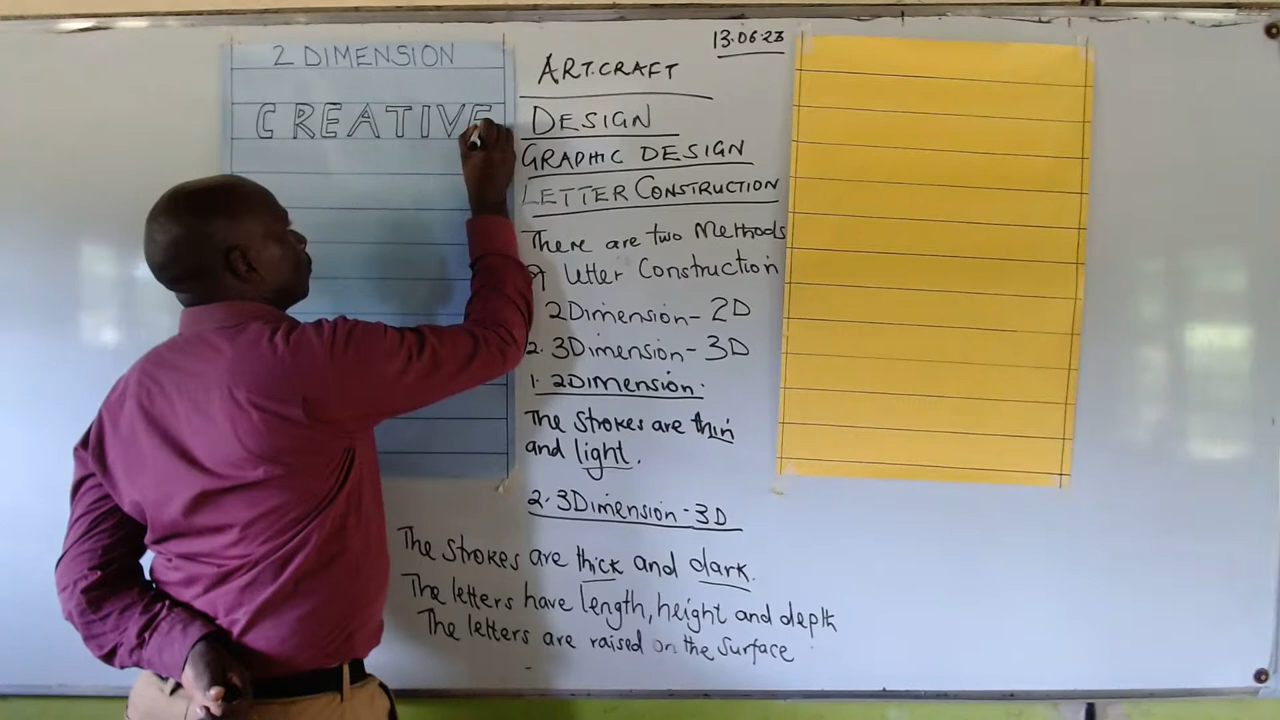 2 DIMENSION
CREATIVE
13.06.23
ART.CRAFT
DESIGN
GRAPHIC DESIGN
LETTER CONSTRUCTION
There are two Methods
of letter Construction
2Dimension - 2D
2. 3Dimension - 3D
1. 2Dimension.
The strokes are thin
and light.
2. 3Dimension - 3D
The strokes are thick and dark.
The letters have length, height and depth
The letters are raised on the surface